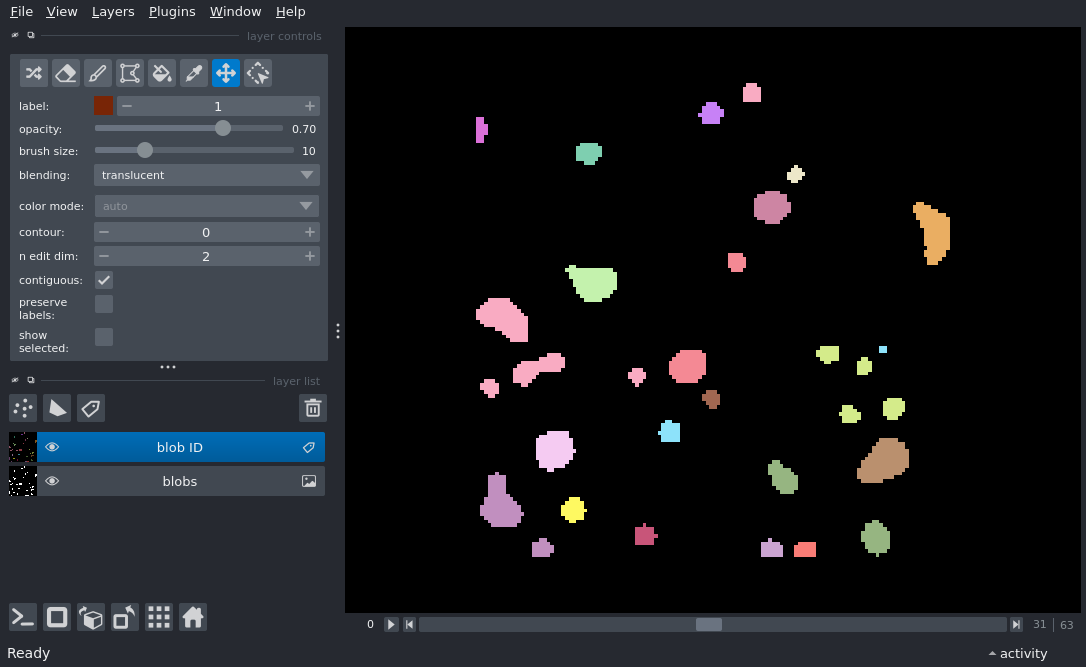 File View Layers Plugins Window Help
layer controls
label: 1
opacity: 0.70
brush size: 10
blending: translucent
color mode: auto
contour: 0
n edit dim: 2
contiguous:
preserve
labels:
show
selected:
layer list
blob ID
blobs
0 31 | 63
Ready activity